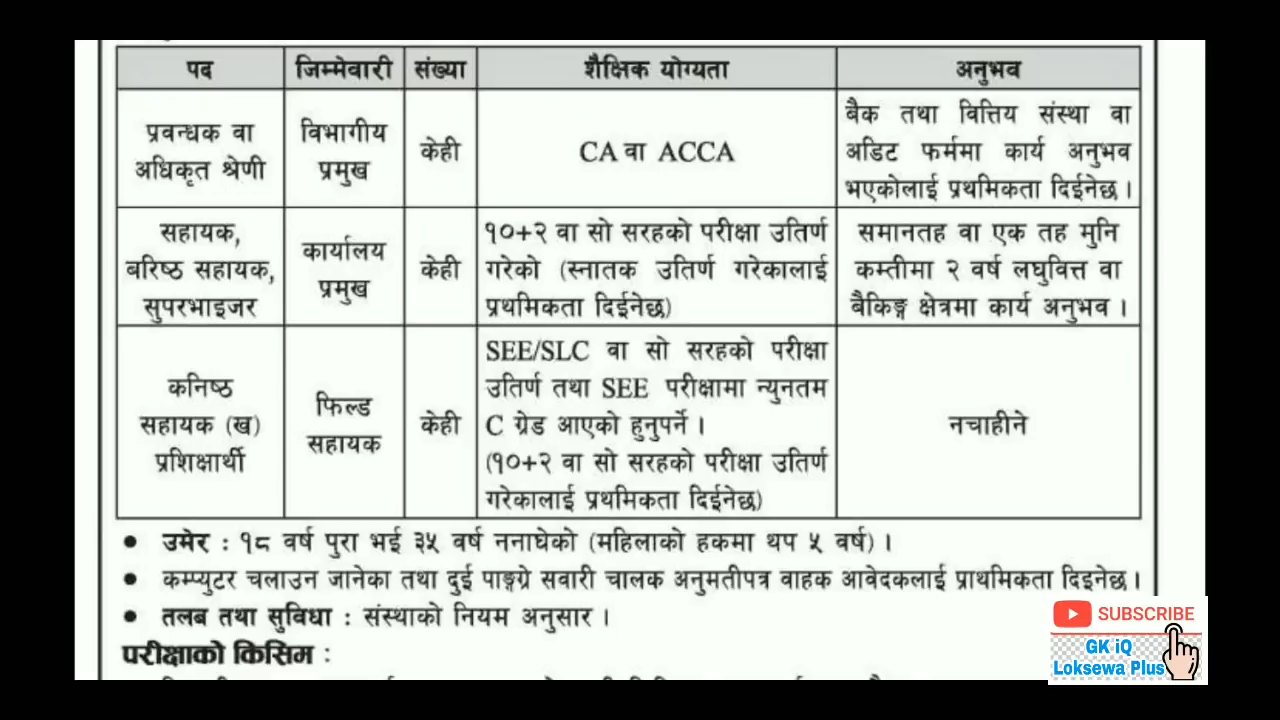 पद
जिम्मेवारी
संख्या
शैक्षिक योग्यता
अनुभव
प्रवन्धक वा
अधिकृत श्रेणी
विभागीय
प्रमुख
केही
CA वा ACCA
बैक तथा वित्तिय संस्था वा
अडिट फर्ममा कार्य अनुभव
भएकोलाई प्रथमिकता दिईनेछ ।
सहायक,
बरिष्ठ सहायक,
सुपरभाइजर
कार्यालय
प्रमुख
केही
१०+२ वा सो सरहको परीक्षा उतिर्ण
गरेको (स्नातक उतिर्ण गरेकालाई
प्रथमिकता दिईनेछ)
समानतह वा एक तह मुनि
कम्तीमा २ वर्ष लघुवित्त वा
बैकिङ्ग क्षेत्रमा कार्य अनुभव ।
कनिष्ठ
सहायक (ख)
प्रशिक्षार्थी
फिल्ड
सहायक
केही
SEE/SLC वा सो सरहको परीक्षा
उतिर्ण तथा SEE परीक्षामा न्युनतम
C ग्रेड आएको हुनुपर्ने ।
(१०+२ वा सो सरहको परीक्षा उतिर्ण
गरेकालाई प्रथमिकता दिईनेछ)
नचाहीने
• उमेर : १८ वर्ष पुरा भई ३५ वर्ष ननाघेको (महिलाको हकमा थप ५ वर्ष) ।
• कम्प्युटर चलाउन जानेका तथा दुई पाङ्ग्रे सवारी चालक अनुमतीपत्र वाहक आवेदकलाई प्राथमिकता दिइनेछ ।
• तलब तथा सुविधा : संस्थाको नियम अनुसार ।
परीक्षाको किसिम :
SUBSCRIBE
GK iQ
Loksewa Plus